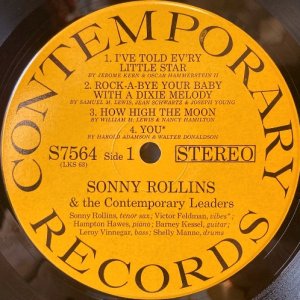 CONTEMPORARY
RECORDS
1. I'VE TOLD EV'RY
LITTLE STAR
BY JEROME KERN & OSCAR HAMMERSTEIN II
2. ROCK-A-BYE YOUR BABY
WITH A DIXIE MELODY
BY SAMUEL M. LEWIS, JEAN SCHWARTZ & JOSEPH YOUNG
3. HOW HIGH THE MOON
BY WILLIAM M. LEWIS & NANCY HAMILTON
4. YOU*
BY HAROLD ADAMSON & WALTER DONALDSON
S7564 Side 1 STEREO
(LKS 63)
SONNY ROLLINS
& the Contemporary Leaders
Sonny Rollins, tenor sax; Victor Feldman, vibes*;
Hampton Hawes, piano; Barney Kessel, guitar;
Leroy Vinnegar, bass; Shelly Manne, drums